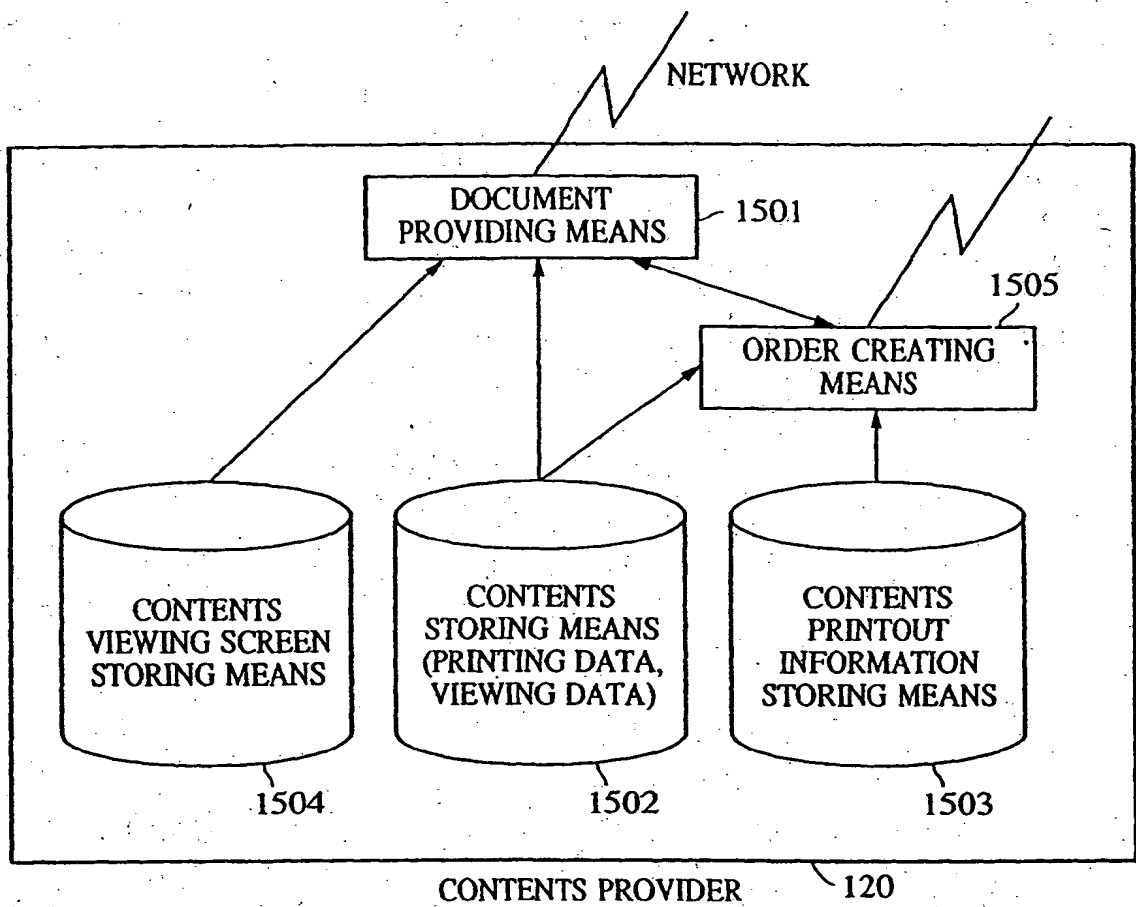 NETWORK
DOCUMENT
PROVIDING MEANS
1501
1505
ORDER CREATING
MEANS
CONTENTS
VIEWING SCREEN
STORING MEANS
CONTENTS
STORING MEANS
(PRINTING DATA,
VIEWING DATA)
CONTENTS
PRINTOUT
INFORMATION
STORING MEANS
1504
1502
1503
CONTENTS PROVIDER
120